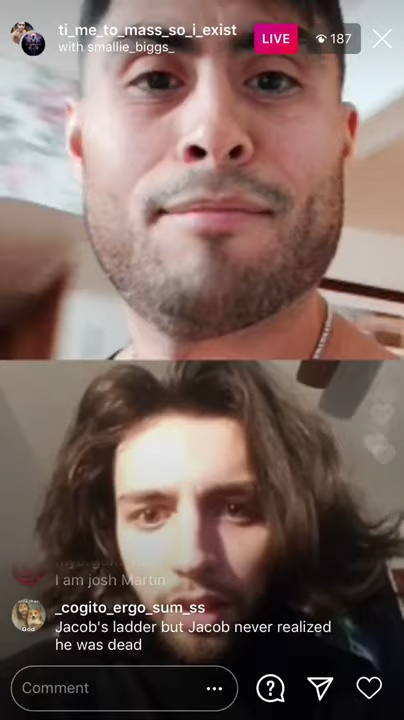 ti_me_to_mass_so_i_exist
with smallie_biggs_
LIVE
187
I am josh Martin
_cogito_ergo_sum_ss
Jacob's ladder but Jacob never realized
he was dead
Comment
God